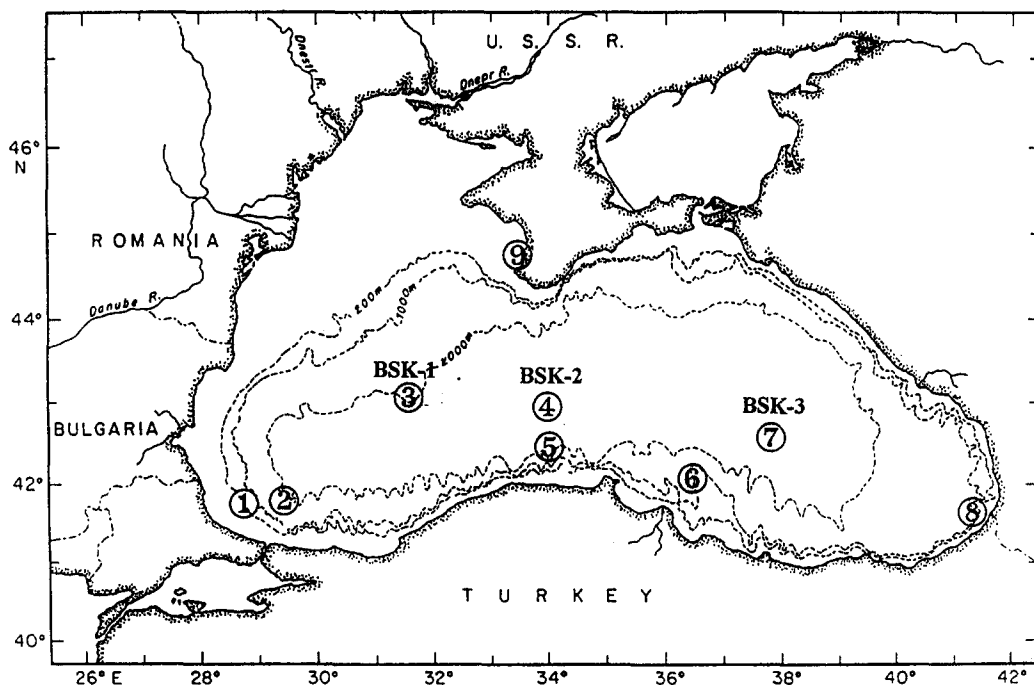 U. S. S. R.
Dnestr R.
Dnepr R.
46°
N
ROMANIA
Danube R.
200m
1000m
2000m
44°
BSK-1
BSK-2
BSK-3
BULGARIA
42°
TURKEY
40°
1
2
3
4
5
6
7
8
9
26° E
28°
30°
32°
34°
36°
38°
40°
42°